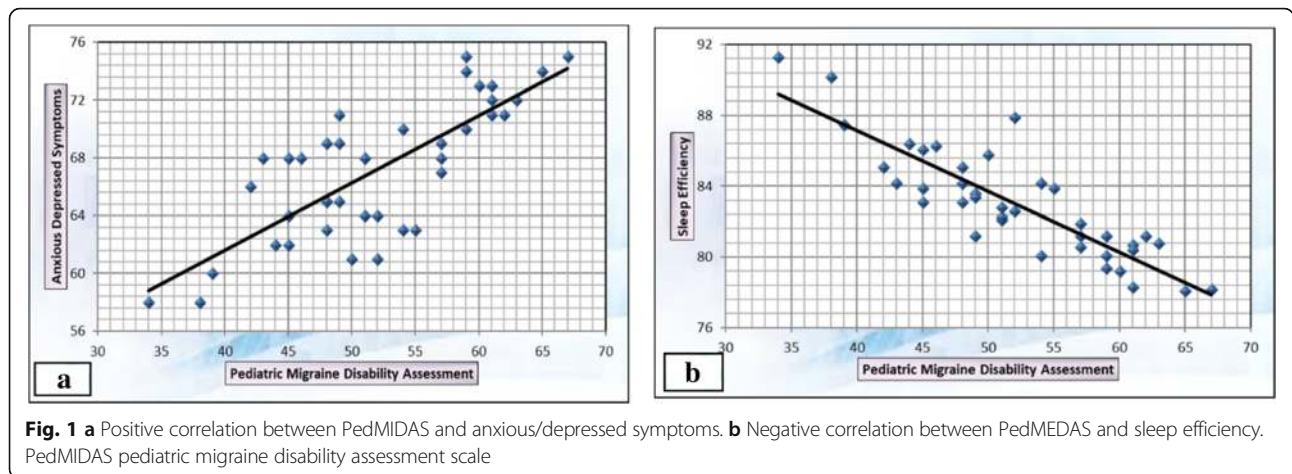 76
72
68
64
60
56
Anxious Depressed Symptoms
30 35 40 45 50 55 60 65 70
Pediatric Migraine Disability Assessment
a
92
88
84
80
76
Sleep Efficiency
30 35 40 45 50 55 60 65 70
Pediatric Migraine Disability Assessment
b
Fig. 1 a Positive correlation between PedMIDAS and anxious/depressed symptoms. b Negative correlation between PedMEDAS and sleep efficiency.
PedMIDAS pediatric migraine disability assessment scale